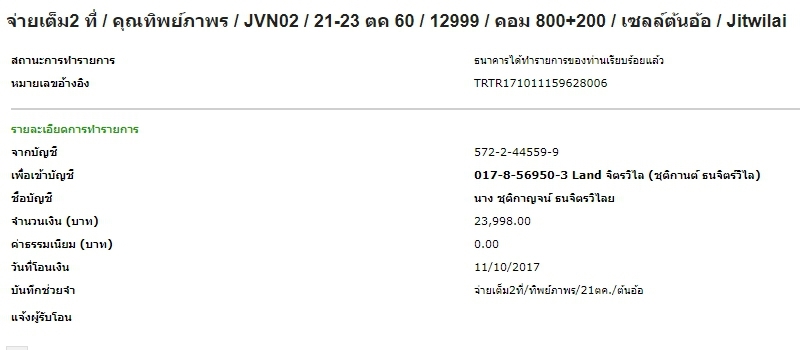 จ่ายเต็ม2 ที่ / คุณทิพย์ภาพร / JVN02 / 21-23 ตค 60 / 12999 / คอม 800+200 / เซลล์ต้นอ้อ / Jitwilai
สถานะการทำรายการ ธนาคารได้ทำรายการของท่านเรียบร้อยแล้ว
หมายเลขอ้างอิง TRTR171011159628006
รายละเอียดการทำรายการ
จากบัญชี 572-2-44559-9
เพื่อเข้าบัญชี 017-8-56950-3 Land จิตรวิไล (ชุติกานต์ ธนจิตรวิไล)
ชื่อบัญชี นาง ชุติกาญจน์ ธนจิตรวิไลย
จำนวนเงิน (บาท) 23,998.00
ค่าธรรมเนียม (บาท) 0.00
วันที่โอนเงิน 11/10/2017
บันทึกช่วยจำ จ่ายเต็ม2ที่/ทิพย์ภาพร/21ตค./ต้นอ้อ
แจ้งผู้รับโอน